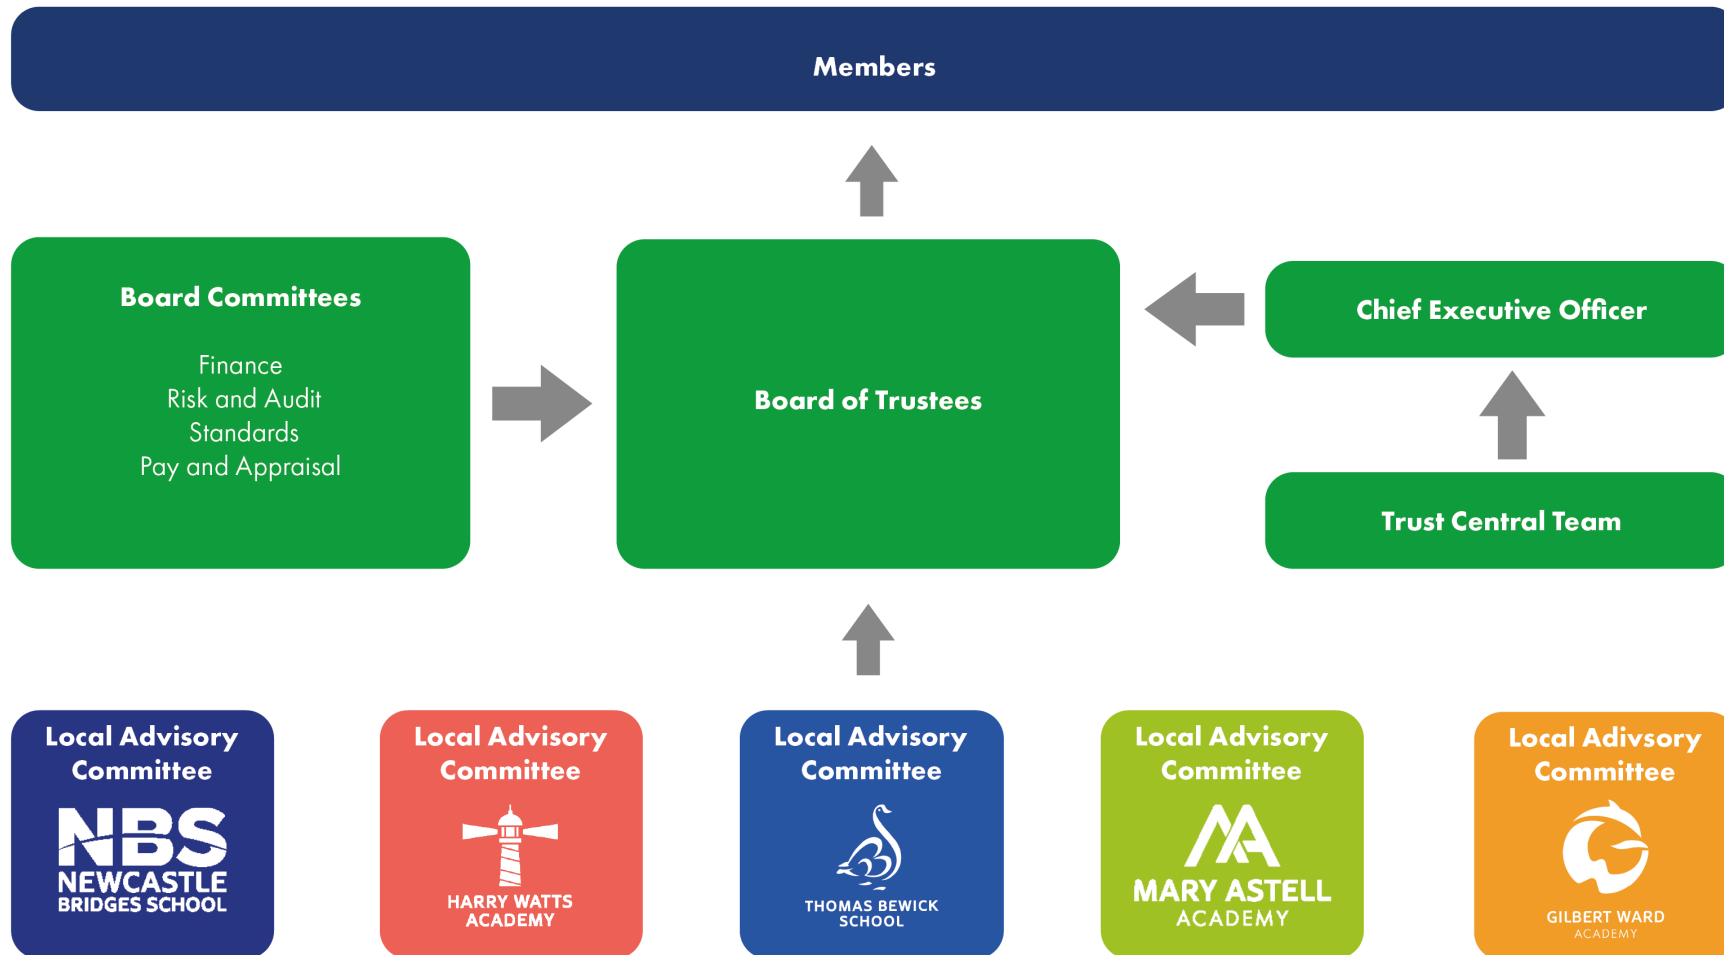 Members
Board Committees
Finance
Risk and Audit
Standards
Pay and Appraisal
Board of Trustees
Chief Executive Officer
Trust Central Team
Local Advisory
Committee
NBS
NEWCASTLE
BRIDGES SCHOOL
Local Advisory
Committee
HARRY WATTS
ACADEMY
Local Advisory
Committee
THOMAS BEWICK
SCHOOL
Local Advisory
Committee
MA
MARY ASTELL
ACADEMY
Local Adivsory
Committee
GILBERT WARD
ACADEMY